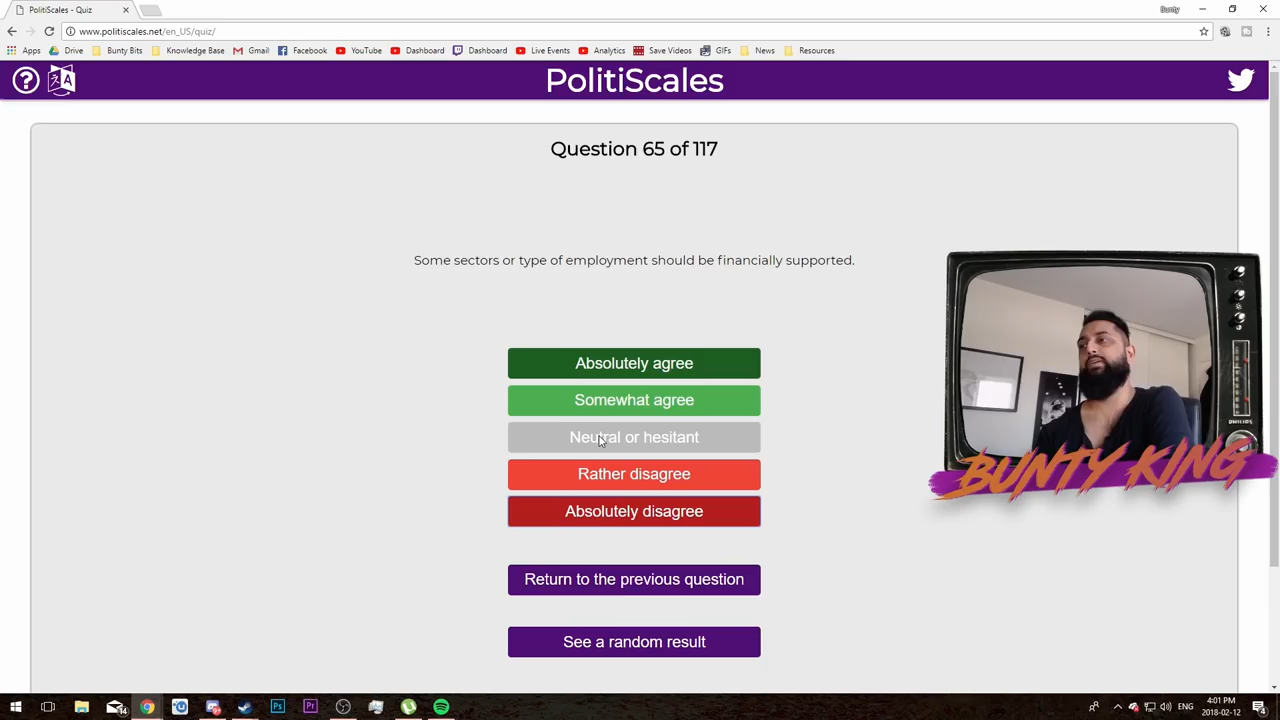 PolitiScales - Quiz
Bunty
www.politiscales.net/en_US/quiz/
Apps Drive Bunty Bits Knowledge Base Gmail Facebook YouTube Dashboard Dashboard Live Events Analytics Save Videos GIFs News Resources
PolitiScales
Question 65 of 117
Some sectors or type of employment should be financially supported.
Absolutely agree
Somewhat agree
Neutral or hesitant
Rather disagree
Absolutely disagree
Return to the previous question
See a random result
PHILIPS
BUNTY KING
ENG
4:01 PM
2018-02-12